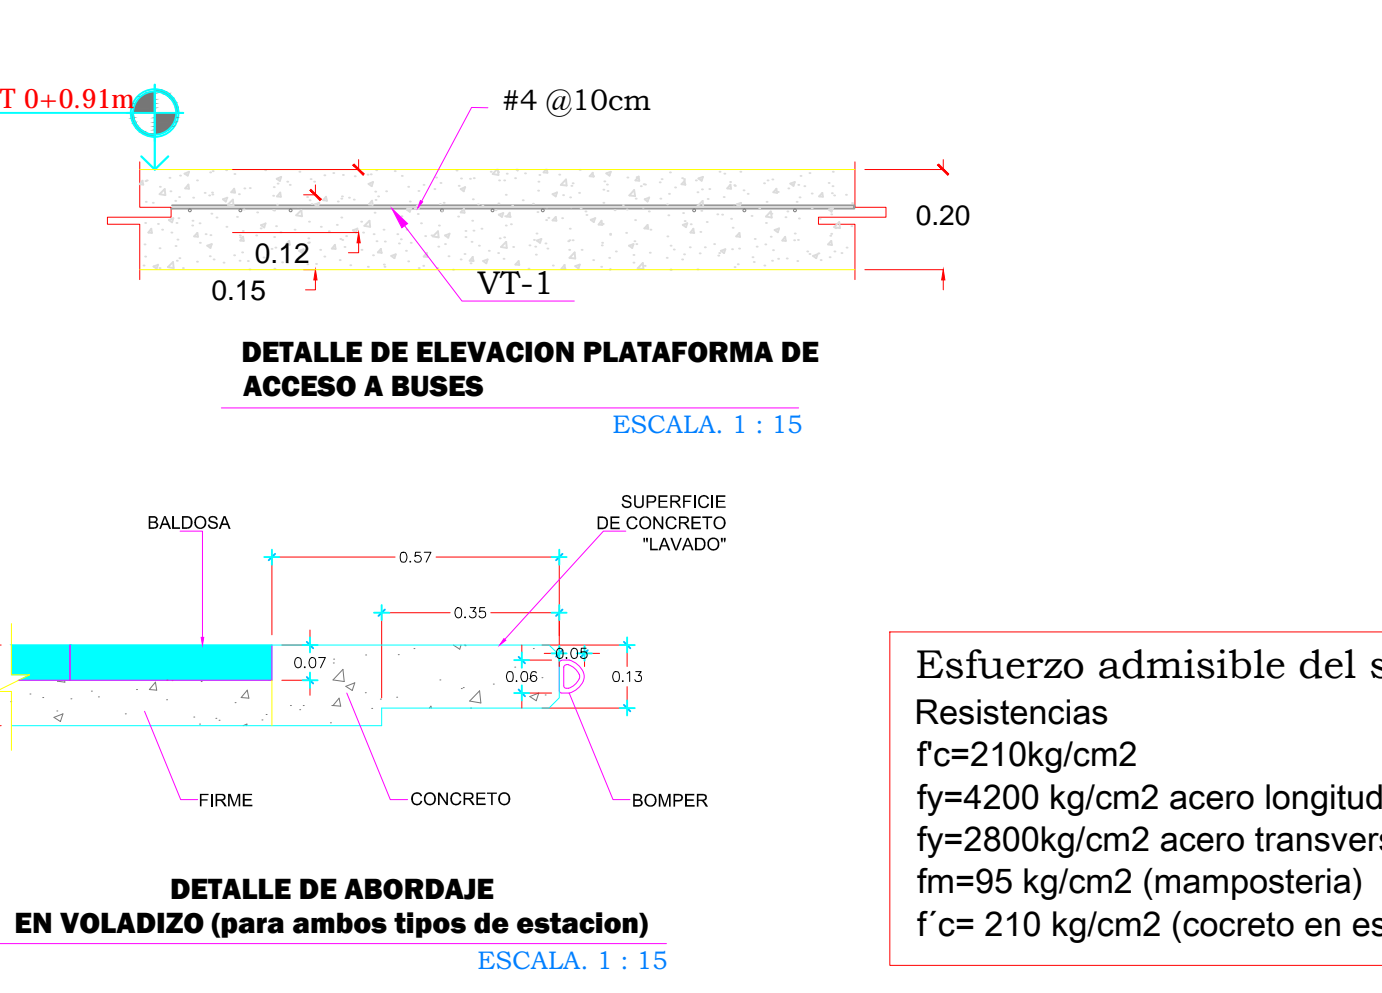 T 0+0.91m
#4 @10cm
0.20
0.12
0.15
VT-1
DETALLE DE ELEVACION PLATAFORMA DE
ACCESO A BUSES
ESCALA. 1 : 15
SUPERFICIE
DE CONCRETO
"LAVADO"
BALDOSA
0.57
0.35
0.05
0.07
0.06
0.13
FIRME
CONCRETO
BOMPER
DETALLE DE ABORDAJE
EN VOLADIZO (para ambos tipos de estacion)
ESCALA. 1 : 15
Esfuerzo admisible del s
Resistencias
f'c=210kg/cm2
fy=4200 kg/cm2 acero longitud
fy=2800kg/cm2 acero transvers
fm=95 kg/cm2 (mamposteria)
f´c= 210 kg/cm2 (cocreto en es